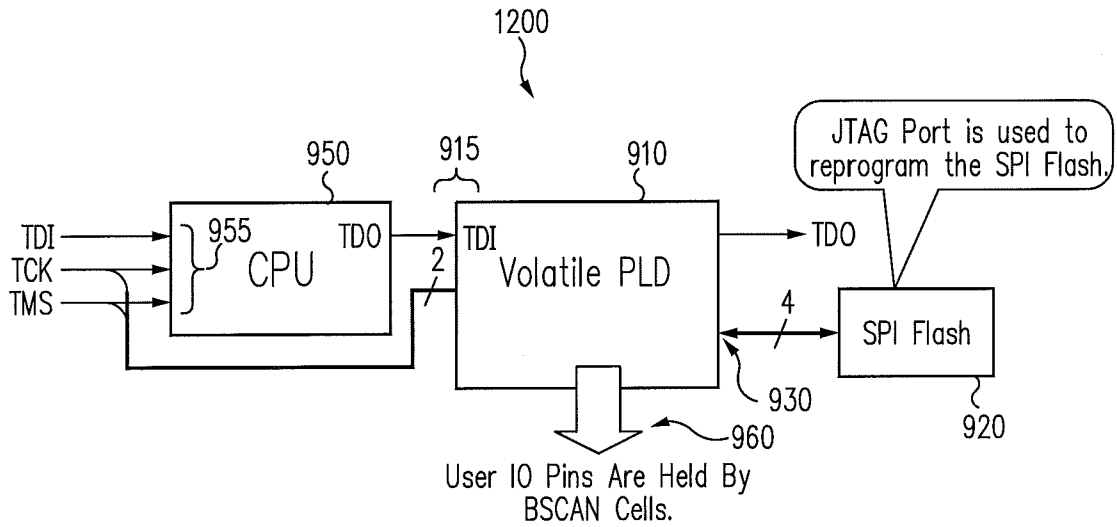 1200
JTAG Port is used to
reprogram the SPI Flash.
950
915
910
TDI
TCK
TMS
955
CPU
TDO
TDI
2
Volatile PLD
TDO
4
SPI Flash
930
920
960
User IO Pins Are Held By
BSCAN Cells.